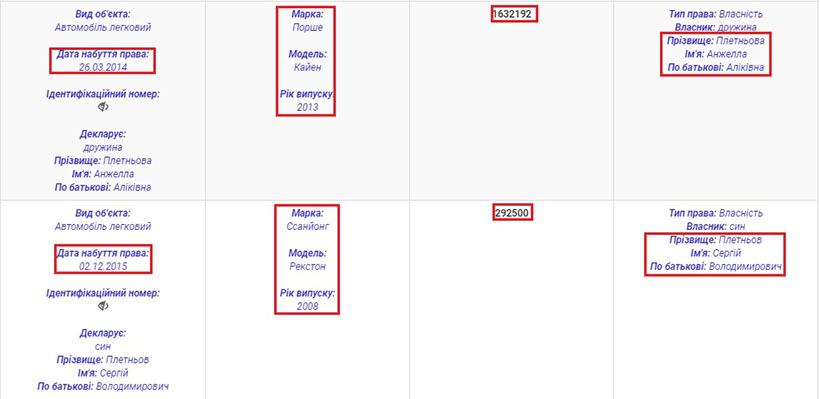 Вид об'єкта:
Автомобіль легковий
Дата набуття права:
26.03.2014
Ідентифікаційний номер:
Декларує:
дружина
Прізвище: Плетньова
Ім'я: Анжелла
По батькові: Аліківна
Марка:
Порше
Модель:
Кайен
Рік випуску:
2013
1632192
Тип права: Власність
Власник: дружина
Прізвище: Плетньова
Ім'я: Анжелла
По батькові: Аліківна
Вид об'єкта:
Автомобіль легковий
Дата набуття права:
02.12.2015
Ідентифікаційний номер:
Декларує:
син
Прізвище: Плетньов
Ім'я: Сергій
По батькові: Володимирович
Марка:
Ссанйонг
Модель:
Рекстон
Рік випуску:
2008
292500
Тип права: Власність
Власник: син
Прізвище: Плетньов
Ім'я: Сергій
По батькові: Володимирович